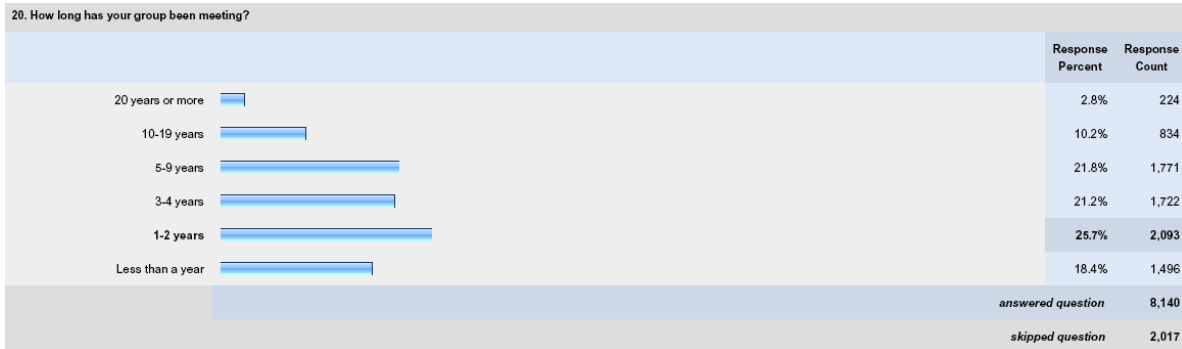 20. How long has your group been meeting?
Response Percent Response Count
20 years or more 2.8% 224
10-19 years 10.2% 834
5-9 years 21.8% 1,771
3-4 years 21.2% 1,722
1-2 years 25.7% 2,093
Less than a year 18.4% 1,496
answered question 8,140
skipped question 2,017